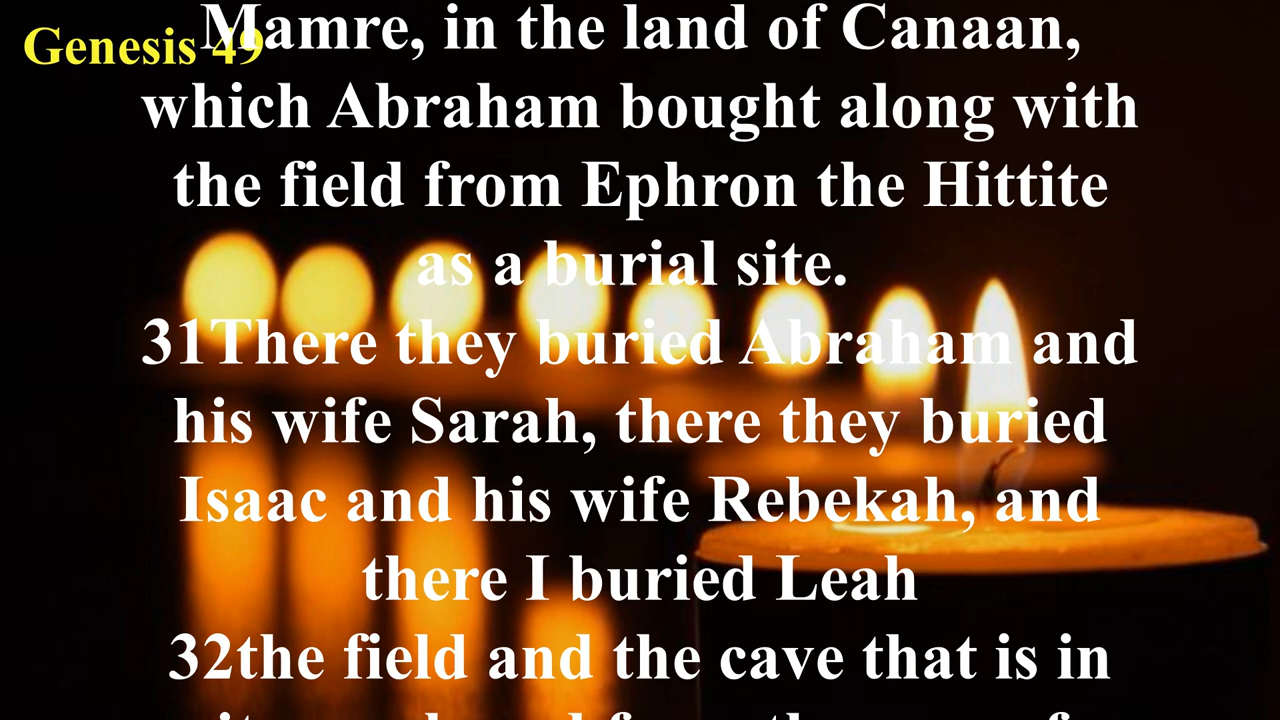 Genesis 49
Mamre, in the land of Canaan,
which Abraham bought along with
the field from Ephron the Hittite
as a burial site.
31There they buried Abraham and
his wife Sarah, there they buried
Isaac and his wife Rebekah, and
there I buried Leah
32the field and the cave that is in